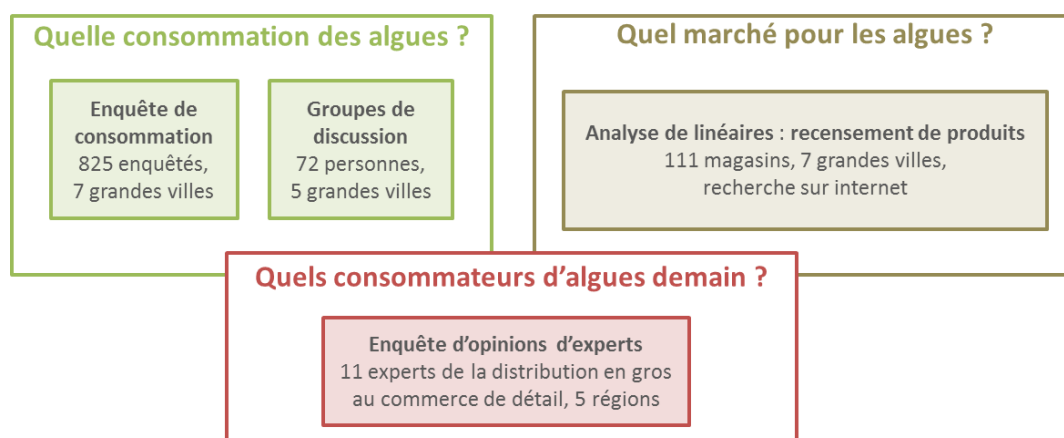 Quelle consommation des algues ?
Enquête de
consommation
825 enquêtés,
7 grandes villes
Groupes de
discussion
72 personnes,
5 grandes villes
Quel marché pour les algues ?
Analyse de linéaires : recensement de produits
111 magasins, 7 grandes villes,
recherche sur internet
Quels consommateurs d'algues demain ?
Enquête d'opinions d'experts
11 experts de la distribution en gros
au commerce de détail, 5 régions